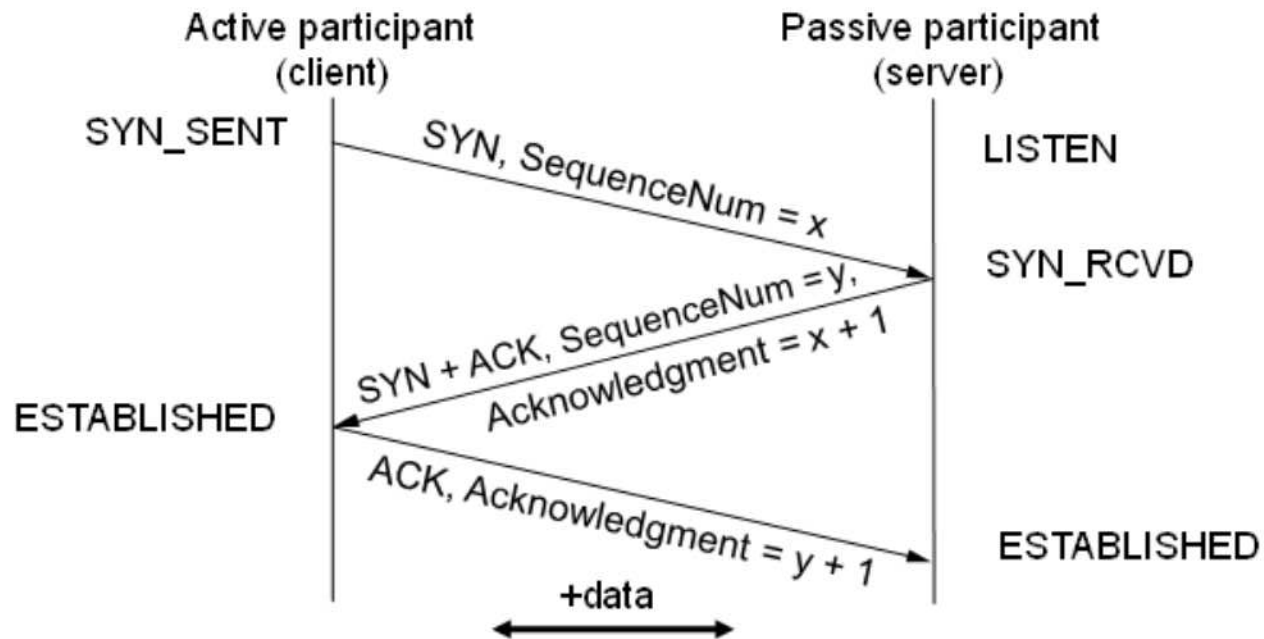 Active participant
(client)
Passive participant
(server)
SYN_SENT
LISTEN
SYN, SequenceNum = x
SYN_RCVD
SYN + ACK, SequenceNum =y,
Acknowledgment = x + 1
ESTABLISHED
ACK, Acknowledgment = y + 1
ESTABLISHED
+data